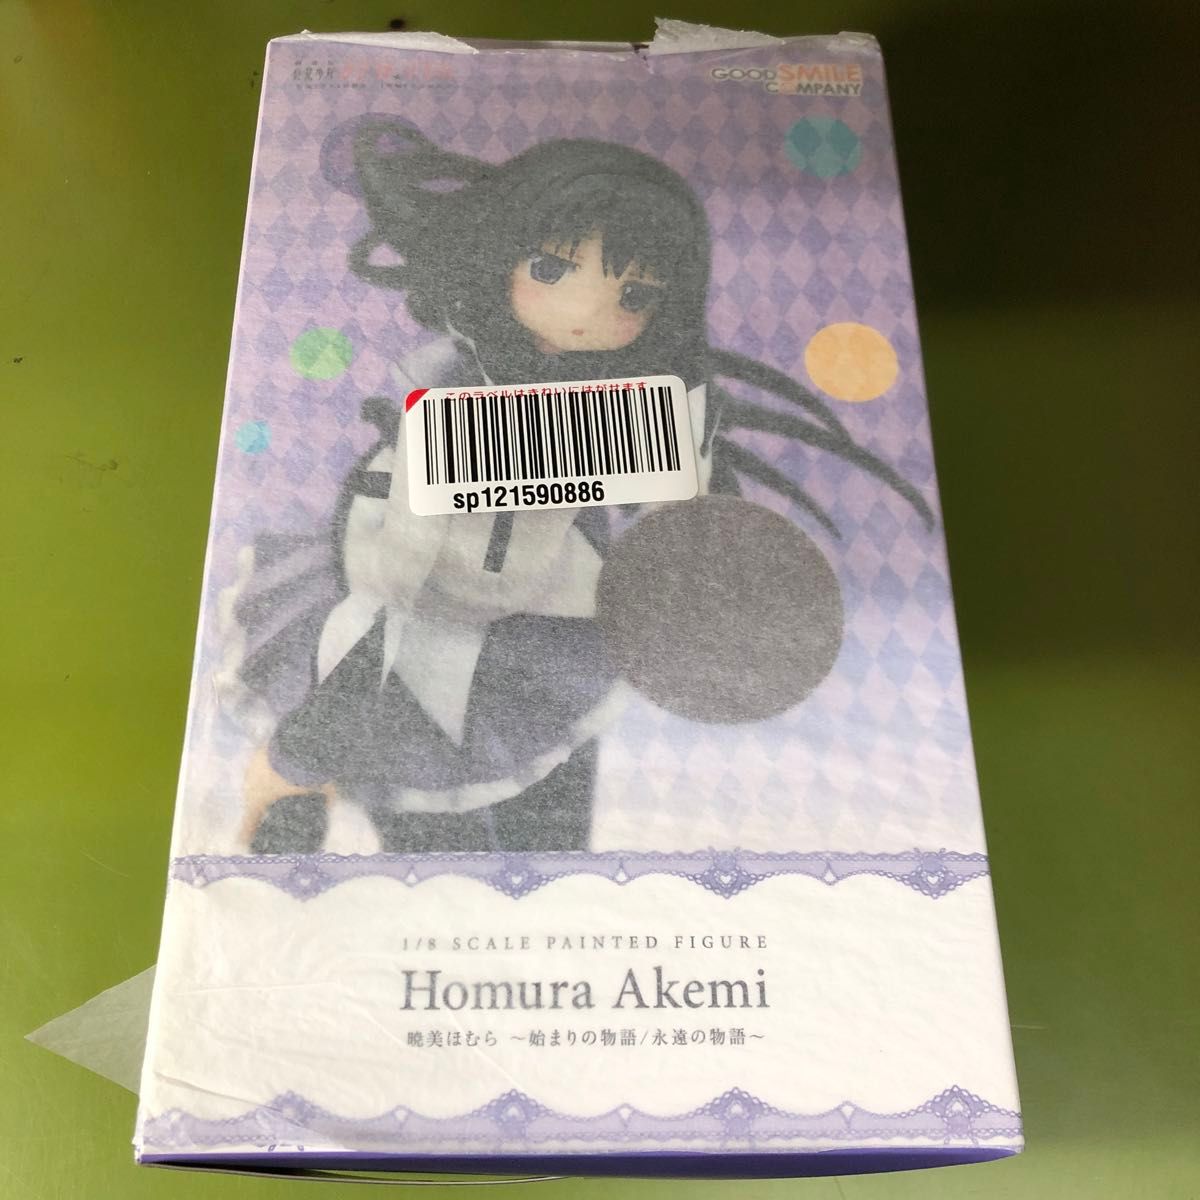 GOOD SMILE
COMPANY
このラベルはきれいにはがせます
sp121590886
1/8 SCALE PAINTED FIGURE
Homura Akemi
暁美ほむら ～始まりの物語/永遠の物語～